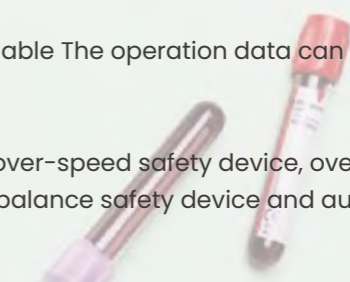 able The operation data can
over-speed safety device, ove
balance safety device and au